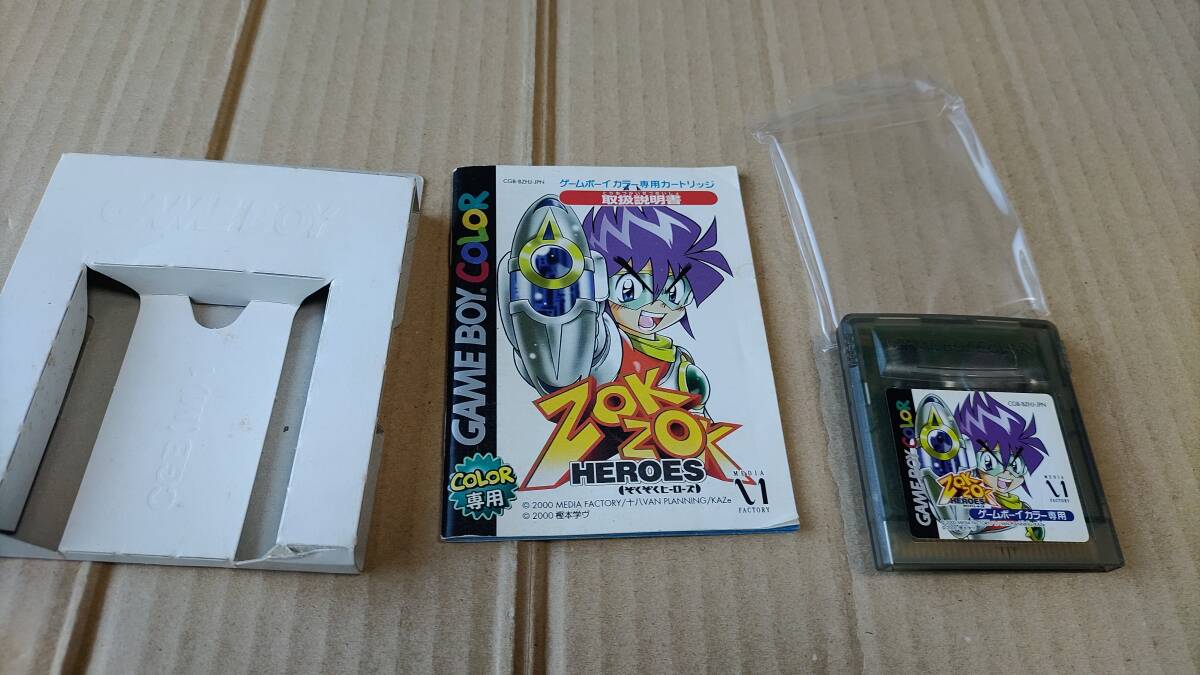 GAME BOY
CGB-BZHJ-JPN
ゲームボーイカラー専用カートリッジ
取扱説明書
GAME BOY COLOR
ZOK
ZOK
HEROES
(ぞくぞくヒーローズ)
COLOR
専用
MEDIA
FACTORY
© 2000 MEDIA FACTORY/十八VAN PLANNING/KAZe
© 2000 樫本学ヴ
CGB-BZHJ-JPN
GAME BOY COLOR
ZOK
ZOK
HEROES
MEDIA
FACTORY
ゲームボーイカラー専用